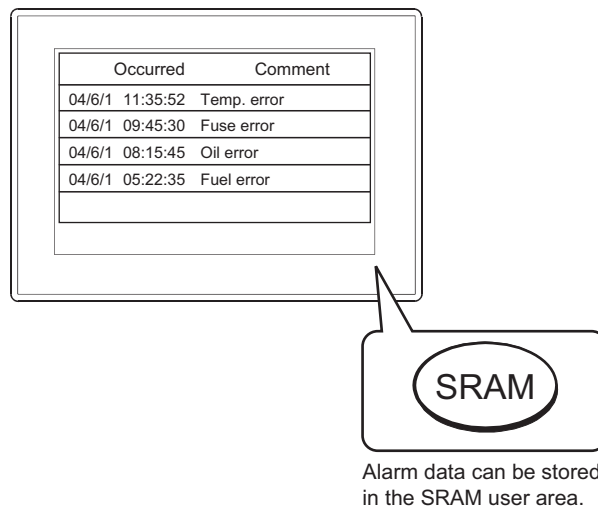 Occurred Comment
04/6/1 11:35:52 Temp. error
04/6/1 09:45:30 Fuse error
04/6/1 08:15:45 Oil error
04/6/1 05:22:35 Fuel error
SRAM
Alarm data can be stored
in the SRAM user area.